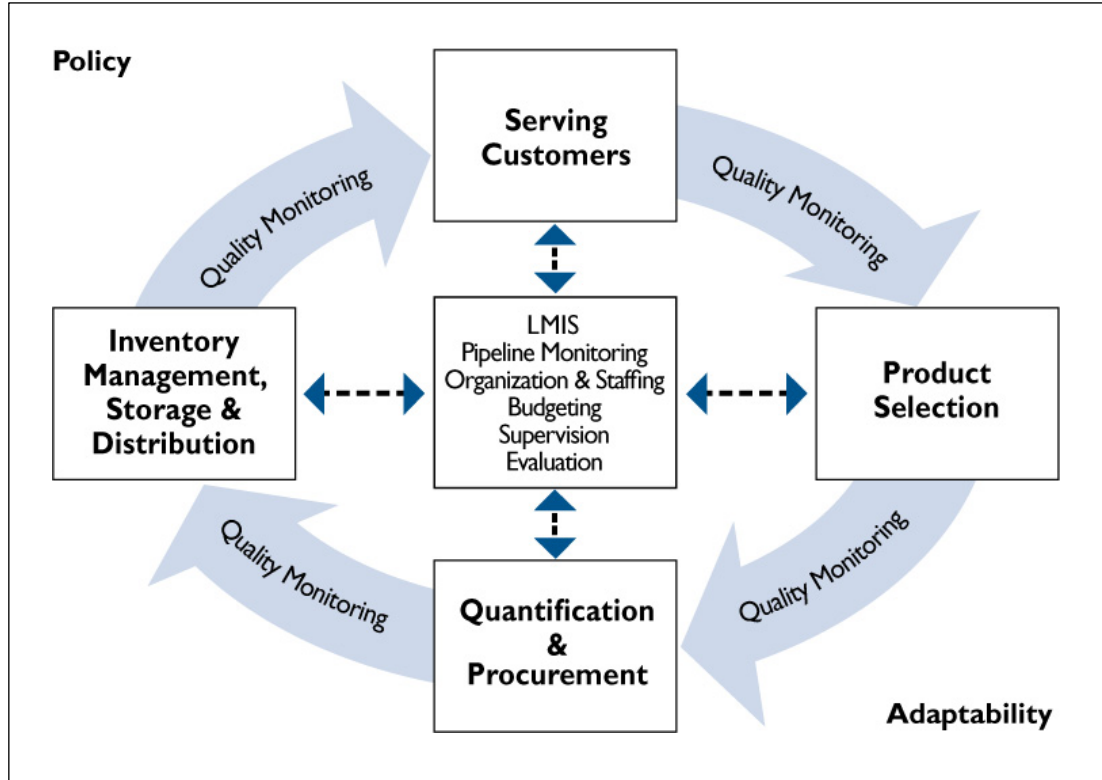 Policy
Serving
Customers
Quality Monitoring
Quality Monitoring
Inventory
Management,
Storage &
Distribution
LMIS
Pipeline Monitoring
Organization & Staffing
Budgeting
Supervision
Evaluation
Product
Selection
Quality Monitoring
Quality Monitoring
Quantification
&
Procurement
Adaptability